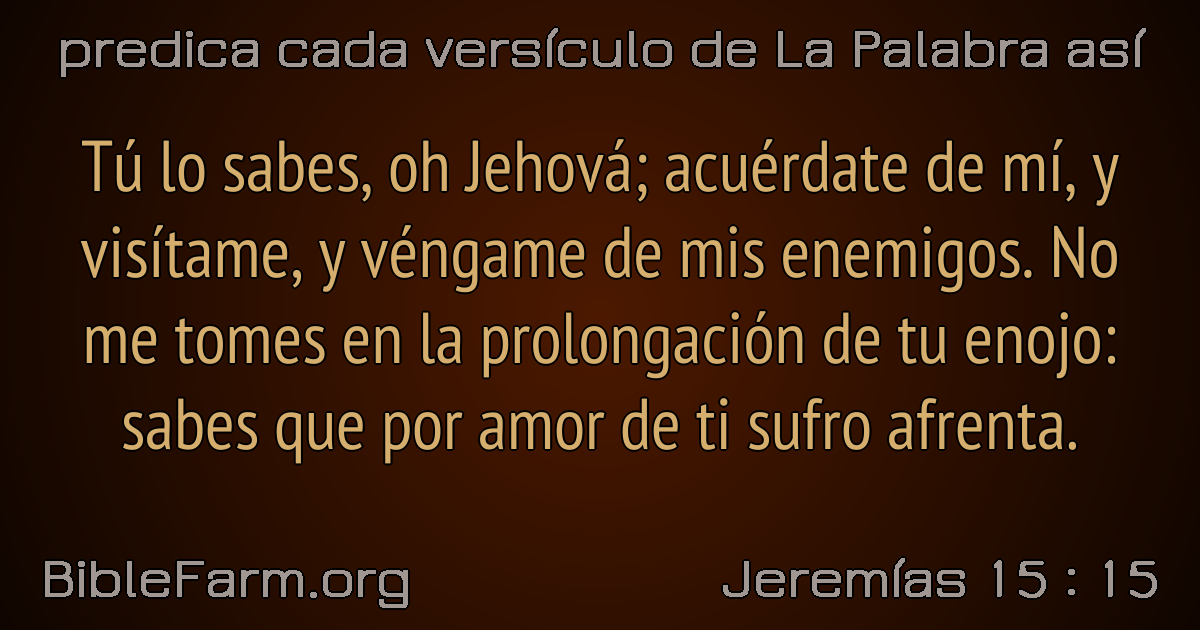 predica cada versículo de La Palabra así
Tú lo sabes, oh Jehová; acuérdate de mí, y
visítame, y véngame de mis enemigos. No
me tomes en la prolongación de tu enojo:
sabes que por amor de ti sufro afrenta.
BibleFarm.org
Jeremías 15 : 15